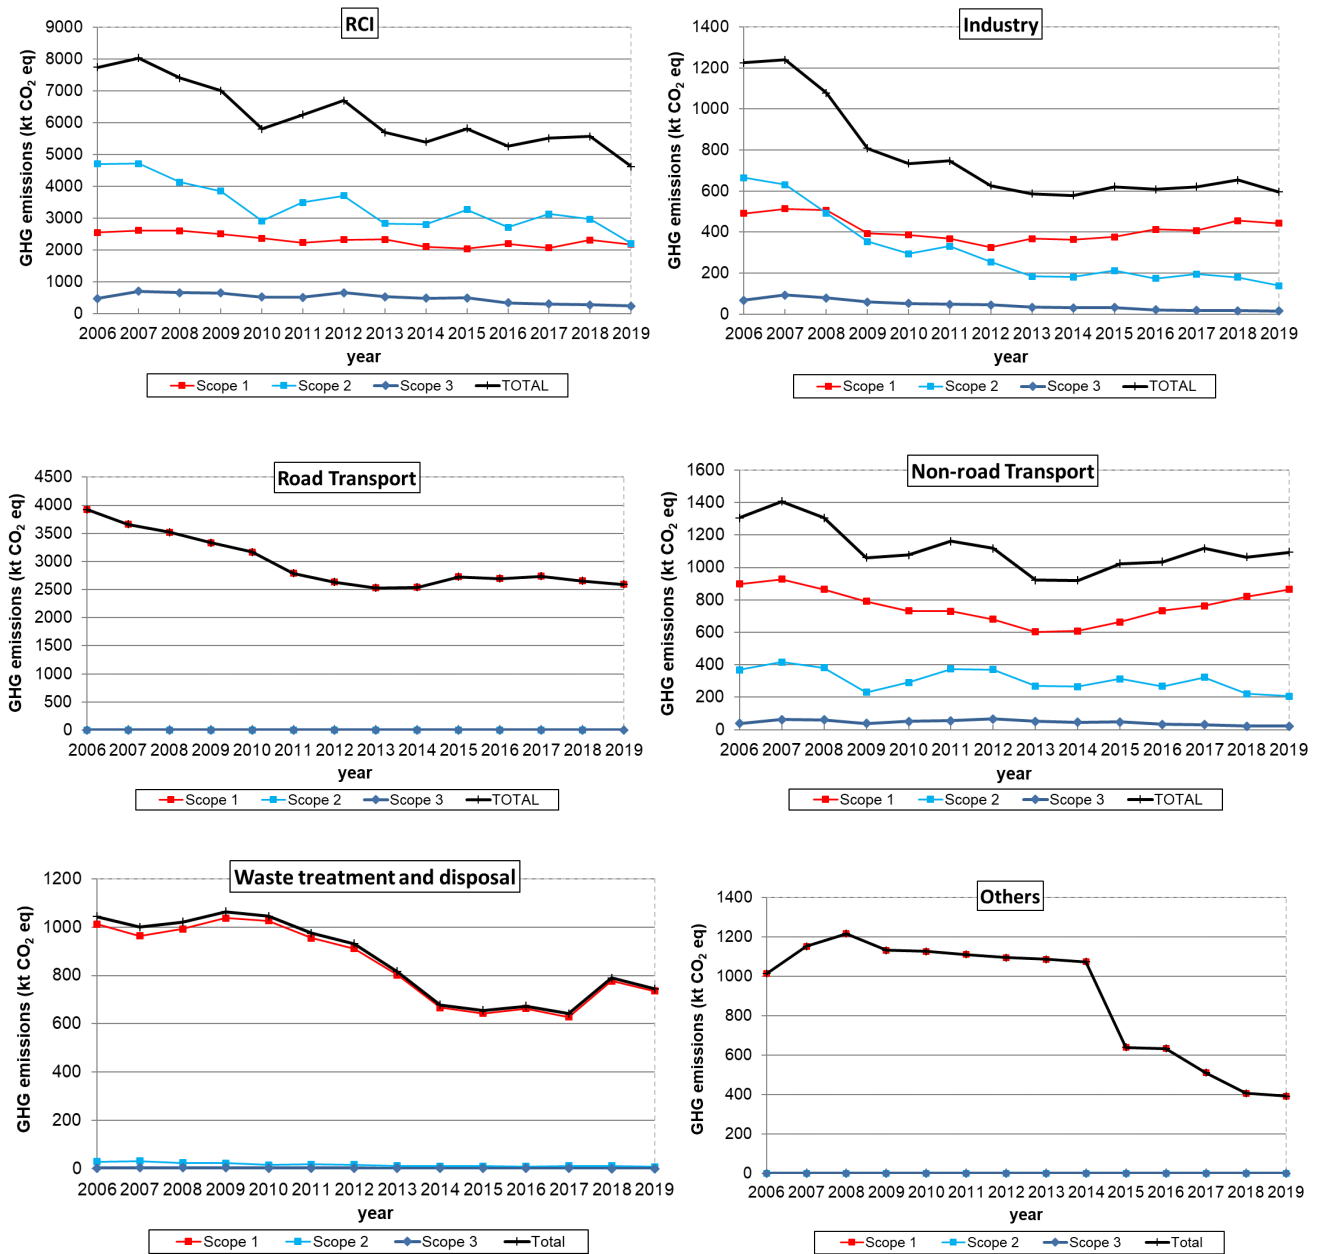 RCI
GHG emissions (kt CO2 eq)
9000
8000
7000
6000
5000
4000
3000
2000
1000
0
2006 2007 2008 2009 2010 2011 2012 2013 2014 2015 2016 2017 2018 2019
year
Scope 1 Scope 2 Scope 3 TOTAL
Industry
GHG emissions (kt CO2 eq)
1400
1200
1000
800
600
400
200
0
2006 2007 2008 2009 2010 2011 2012 2013 2014 2015 2016 2017 2018 2019
year
Scope 1 Scope 2 Scope 3 TOTAL
Road Transport
GHG emissions (kt CO2 eq)
4500
4000
3500
3000
2500
2000
1500
1000
500
0
2006 2007 2008 2009 2010 2011 2012 2013 2014 2015 2016 2017 2018 2019
year
Scope 1 Scope 2 Scope 3 TOTAL
Non-road Transport
GHG emissions (kt CO2 eq)
1600
1400
1200
1000
800
600
400
200
0
2006 2007 2008 2009 2010 2011 2012 2013 2014 2015 2016 2017 2018 2019
year
Scope 1 Scope 2 Scope 3 TOTAL
Waste treatment and disposal
GHG emissions (kt CO2 eq)
1200
1000
800
600
400
200
0
2006 2007 2008 2009 2010 2011 2012 2013 2014 2015 2016 2017 2018 2019
year
Scope 1 Scope 2 Scope 3 Total
Others
GHG emissions (kt CO2 eq)
1400
1200
1000
800
600
400
200
0
2006 2007 2008 2009 2010 2011 2012 2013 2014 2015 2016 2017 2018 2019
year
Scope 1 Scope 2 Scope 3 Total